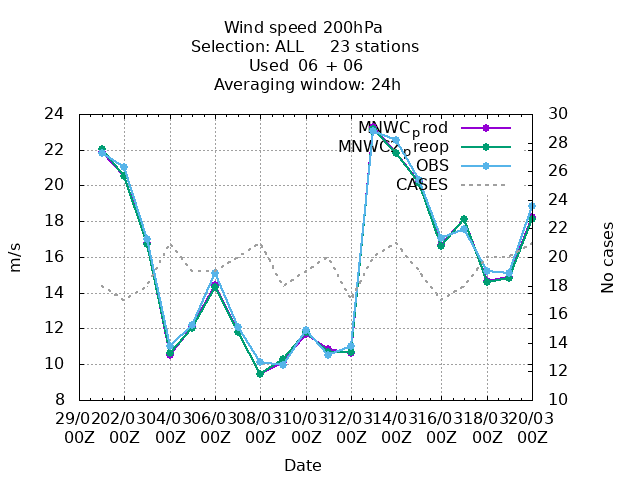 Wind speed 200hPa
Selection: ALL 23 stations
Used 06 + 06
Averaging window: 24h
24
22
20
18
16
14
12
10
8
30
28
26
24
22
20
18
16
14
12
10
m/s
No cases
MNWC_prod
MNWC_preop
OBS
CASES
29/02 02/03 04/03 06/03 08/03 10/03 12/03 14/03 16/03 18/03 20/03
00Z 00Z 00Z 00Z 00Z 00Z 00Z 00Z 00Z 00Z 00Z
Date